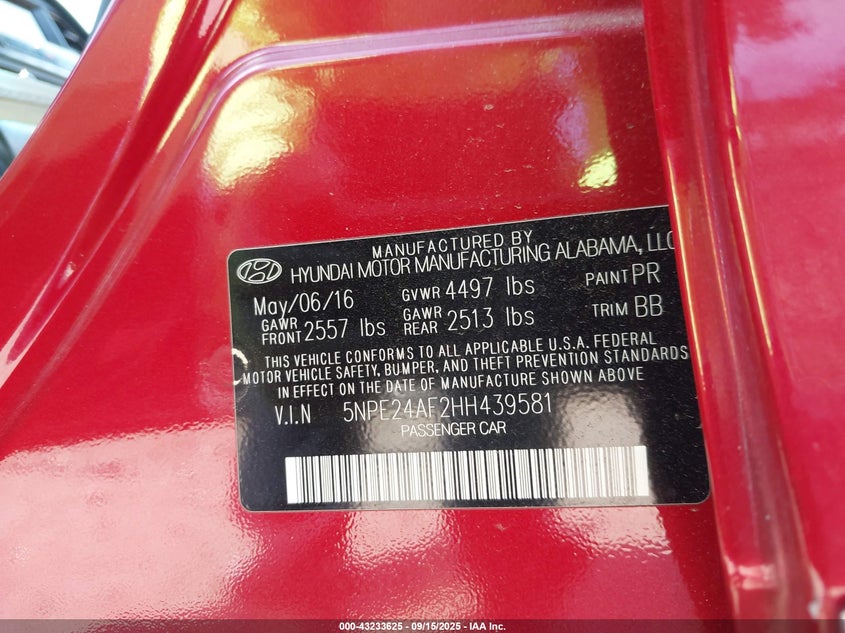 MANUFACTURED BY
HYUNDAI MOTOR MANUFACTURING ALABAMA, LLC
May/06/16 GVWR 4497 lbs PAINT PR
GAWR FRONT 2557 lbs GAWR REAR 2513 lbs TRIM BB
THIS VEHICLE CONFORMS TO ALL APPLICABLE U.S.A. FEDERAL
MOTOR VEHICLE SAFETY, BUMPER, AND THEFT PREVENTION STANDARDS
IN EFFECT ON THE DATE OF MANUFACTURE SHOWN ABOVE
V.I.N 5NPE24AF2HH439581
PASSENGER CAR
000-43233625 - 09/15/2025 - IAA Inc.